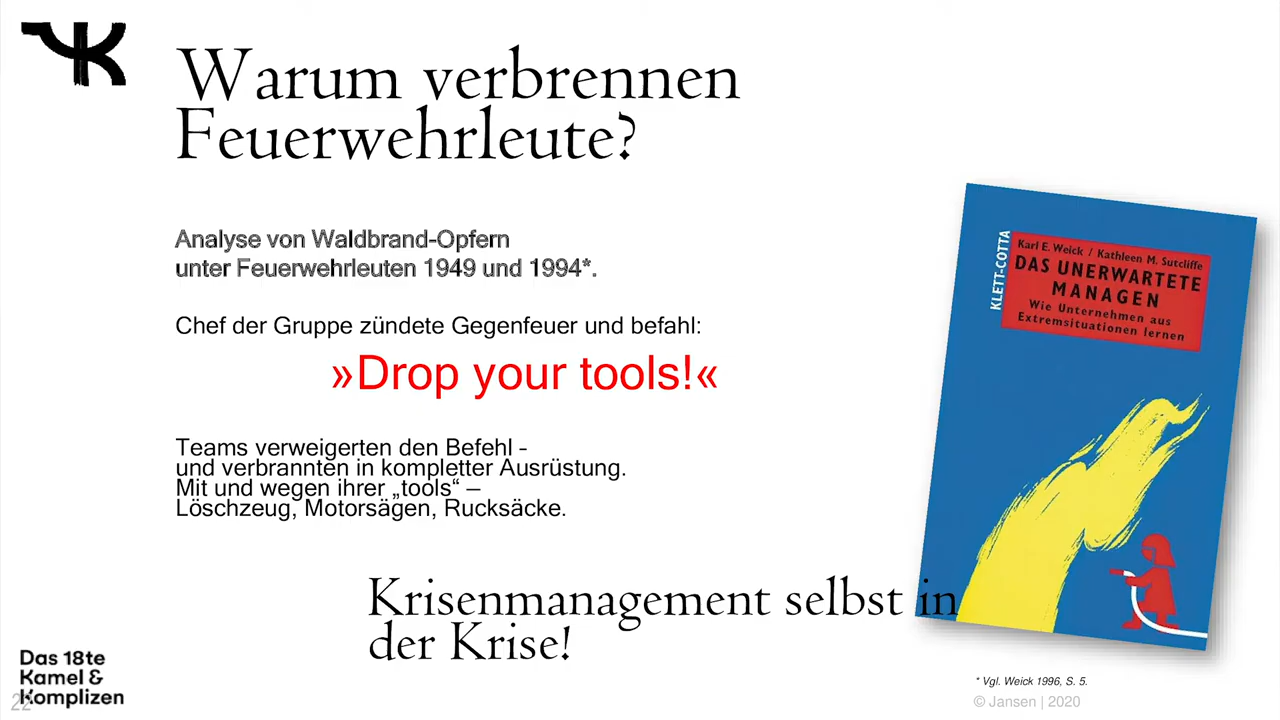 Warum verbrennen
Feuerwehrleute?
Analyse von Waldbrand-Opfern
unter Feuerwehrleuten 1949 und 1994*.
Chef der Gruppe zündete Gegenfeuer und befahl:
»Drop your tools!«
Teams verweigerten den Befehl -
und verbrannten in kompletter Ausrüstung.
Mit und wegen ihrer „tools“ –
Löschzeug, Motorsägen, Rucksäcke.
KLETT-COTTA
Karl E. Weick / Kathleen M. Sutcliffe
DAS UNERWARTETE
MANAGEN
Wie Unternehmen aus
Extremsituationen lernen
Krisenmanagement selbst in
der Krise!
Das 18te
Kamel &
Komplizen
22
* Vgl. Weick 1996, S. 5.
© Jansen | 2020